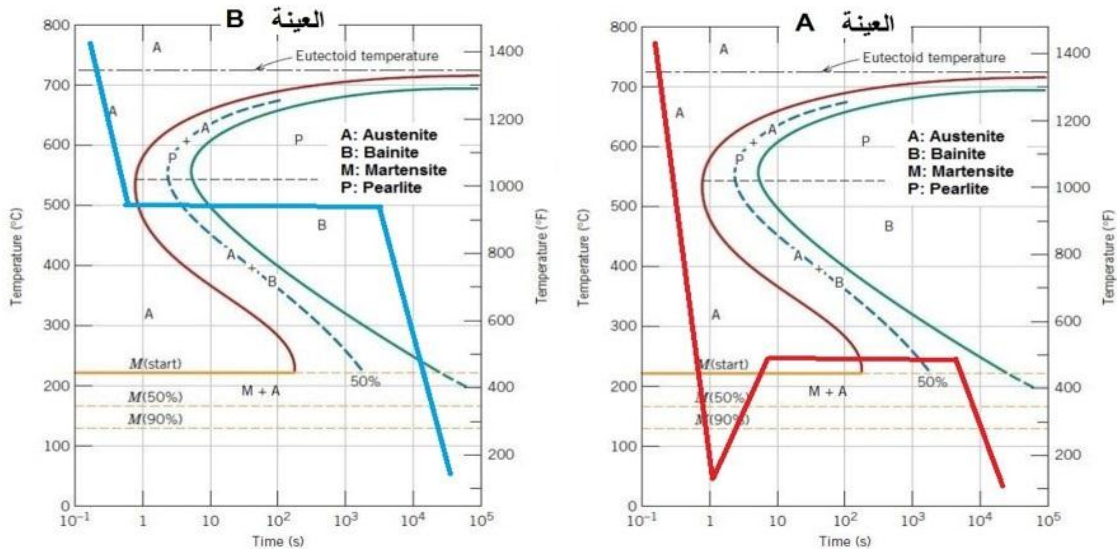 العينة B
800
700
600
500
400
300
200
100
0
Temperature (°C)
1400
1200
1000
800
600
400
200
Temperature (°F)
A
Eutectoid temperature
A
P + A
P
A: Austenite
B: Bainite
M: Martensite
P: Pearlite
B
A + B
A
M(start)
M + A
50%
M(50%)
M(90%)
10⁻¹ 1 10 10² 10³ 10⁴ 10⁵
Time (s)
العينة A
800
700
600
500
400
300
200
100
0
Temperature (°C)
1400
1200
1000
800
600
400
200
Temperature (°F)
A
Eutectoid temperature
A
P + A
P
A: Austenite
B: Bainite
M: Martensite
P: Pearlite
B
A + B
A
M(start)
M + A
50%
M(50%)
M(90%)
10⁻¹ 1 10 10² 10³ 10⁴ 10⁵
Time (s)